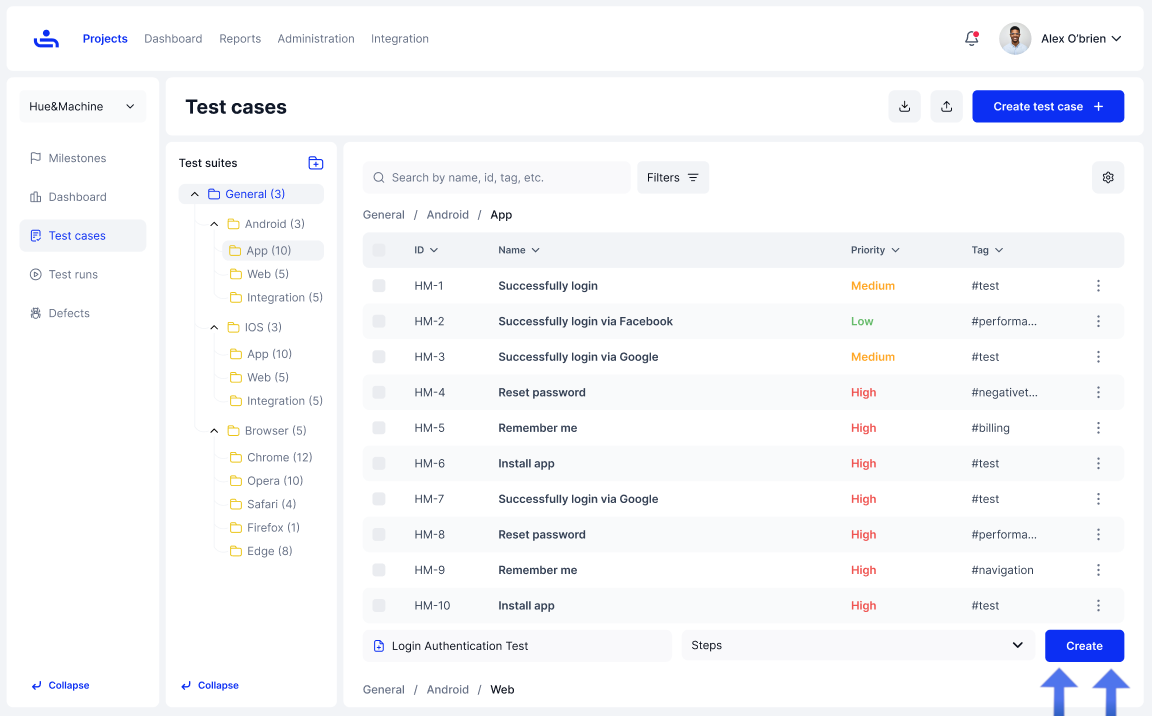 Projects Dashboard Reports Administration Integration Alex O'brien
Hue&Machine
Milestones
Dashboard
Test cases
Test runs
Defects
Collapse
Test cases
Create test case
Test suites
General (3)
Android (3)
App (10)
Web (5)
Integration (5)
IOS (3)
App (10)
Web (5)
Integration (5)
Browser (5)
Chrome (12)
Opera (10)
Safari (4)
Firefox (1)
Edge (8)
Collapse
Search by name, id, tag, etc. Filters
General / Android / App
ID Name Priority Tag
HM-1 Successfully login Medium #test
HM-2 Successfully login via Facebook Low #performa...
HM-3 Successfully login via Google Medium #test
HM-4 Reset password High #negativet...
HM-5 Remember me High #billing
HM-6 Install app High #test
HM-7 Successfully login via Google High #test
HM-8 Reset password High #performa...
HM-9 Remember me High #navigation
HM-10 Install app High #test
Login Authentication Test Steps Create
General / Android / Web